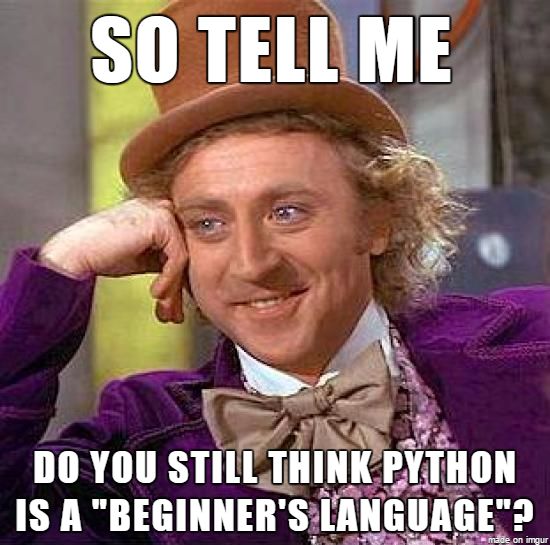 SO TELL ME
DO YOU STILL THINK PYTHON
IS A "BEGINNER'S LANGUAGE"?
made on imgur